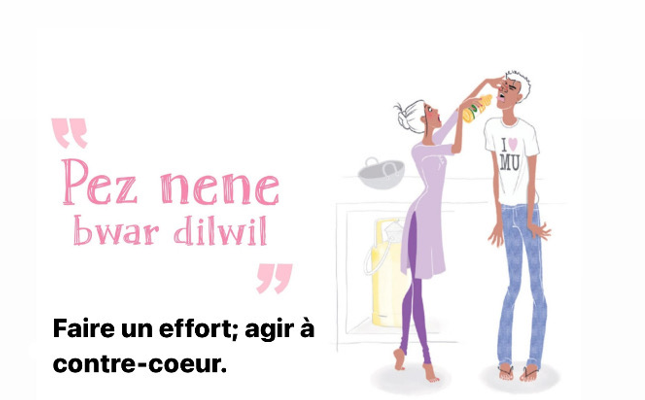 “
Pez nene
bwar dilwil
”
Faire un effort; agir à
contre-coeur.
I
MU